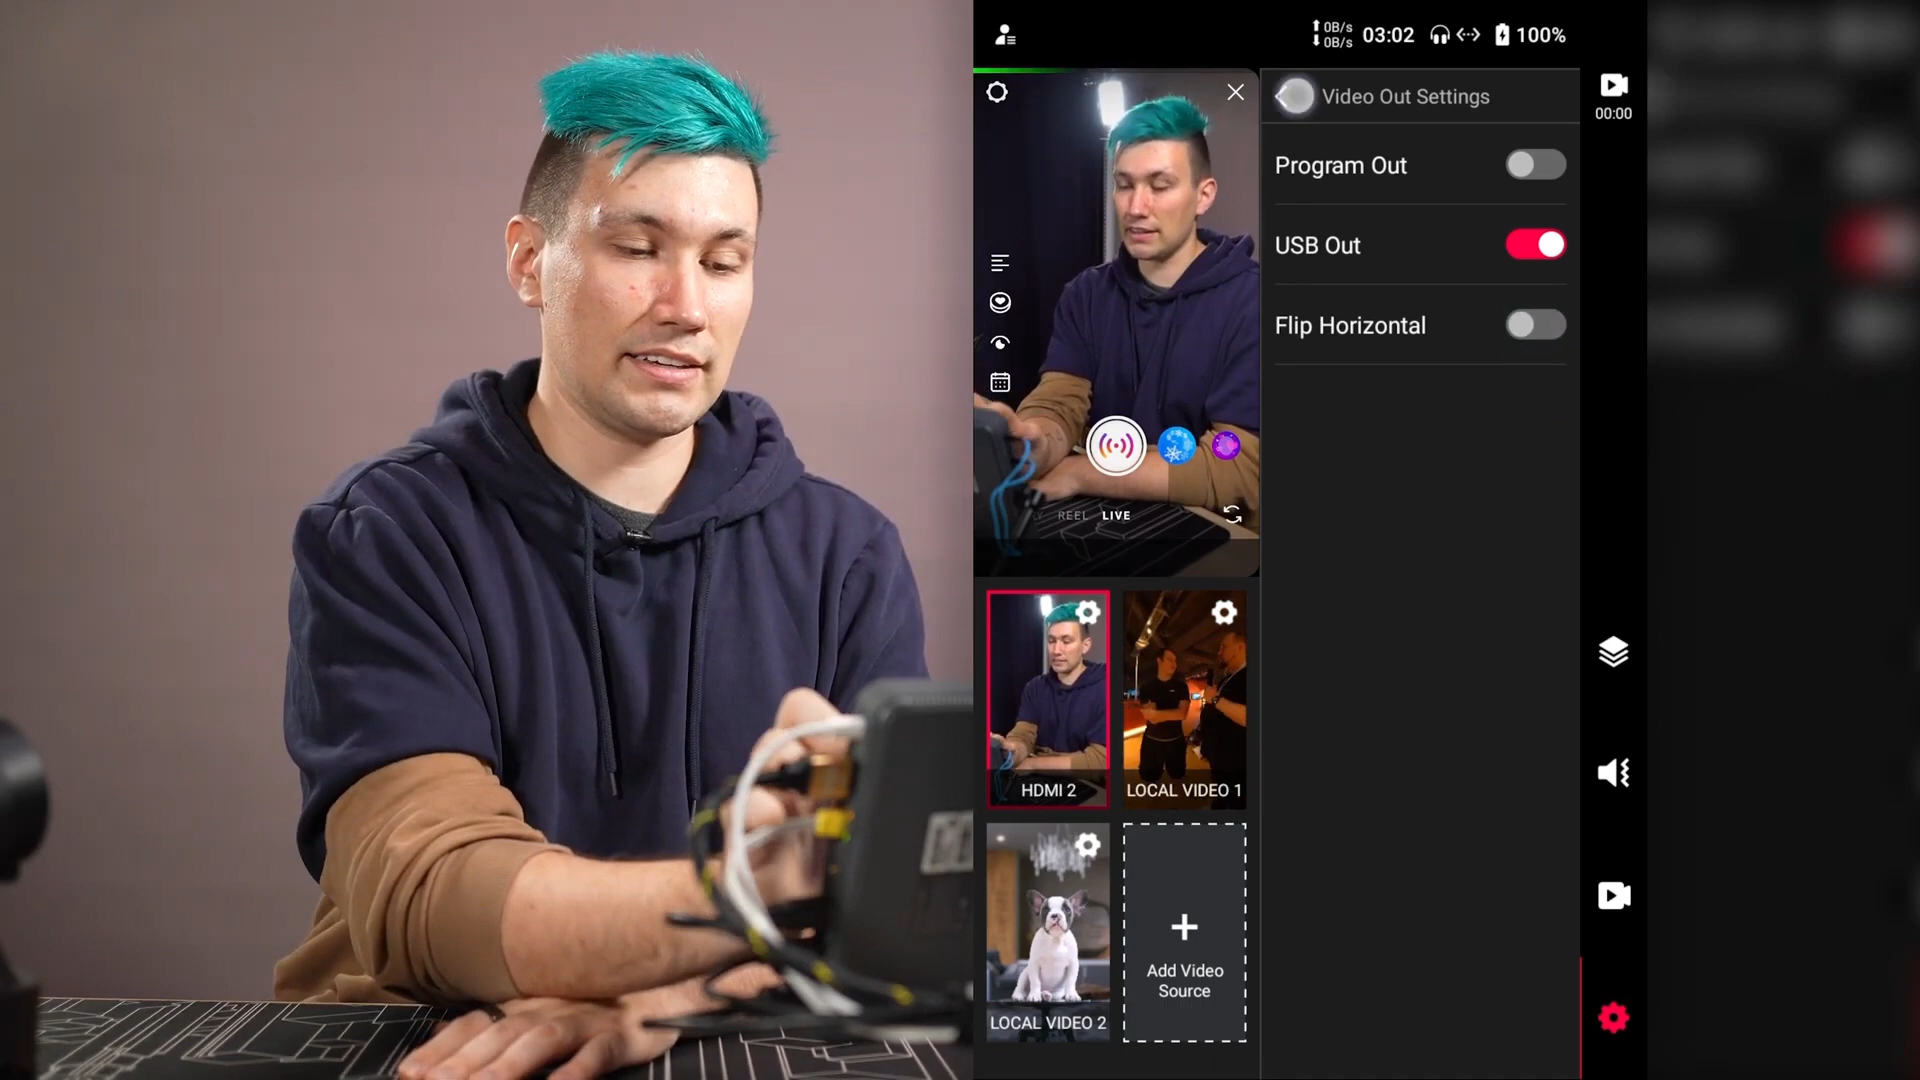 0B/s
0B/s
03:02
100%
Video Out Settings
00:00
Program Out
USB Out
Flip Horizontal
REEL LIVE
HDMI 2
LOCAL VIDEO 1
Add Video
Source
LOCAL VIDEO 2